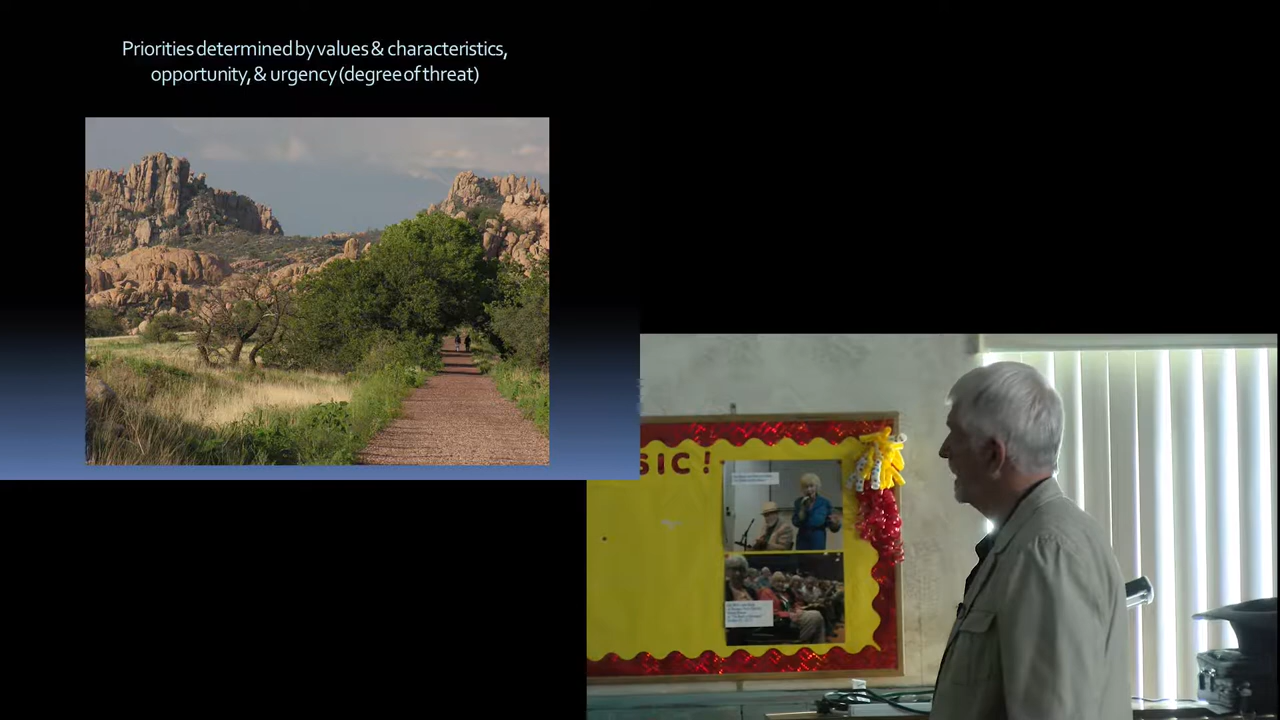 Priorities determined by values & characteristics,
opportunity, & urgency (degree of threat)
SIC!